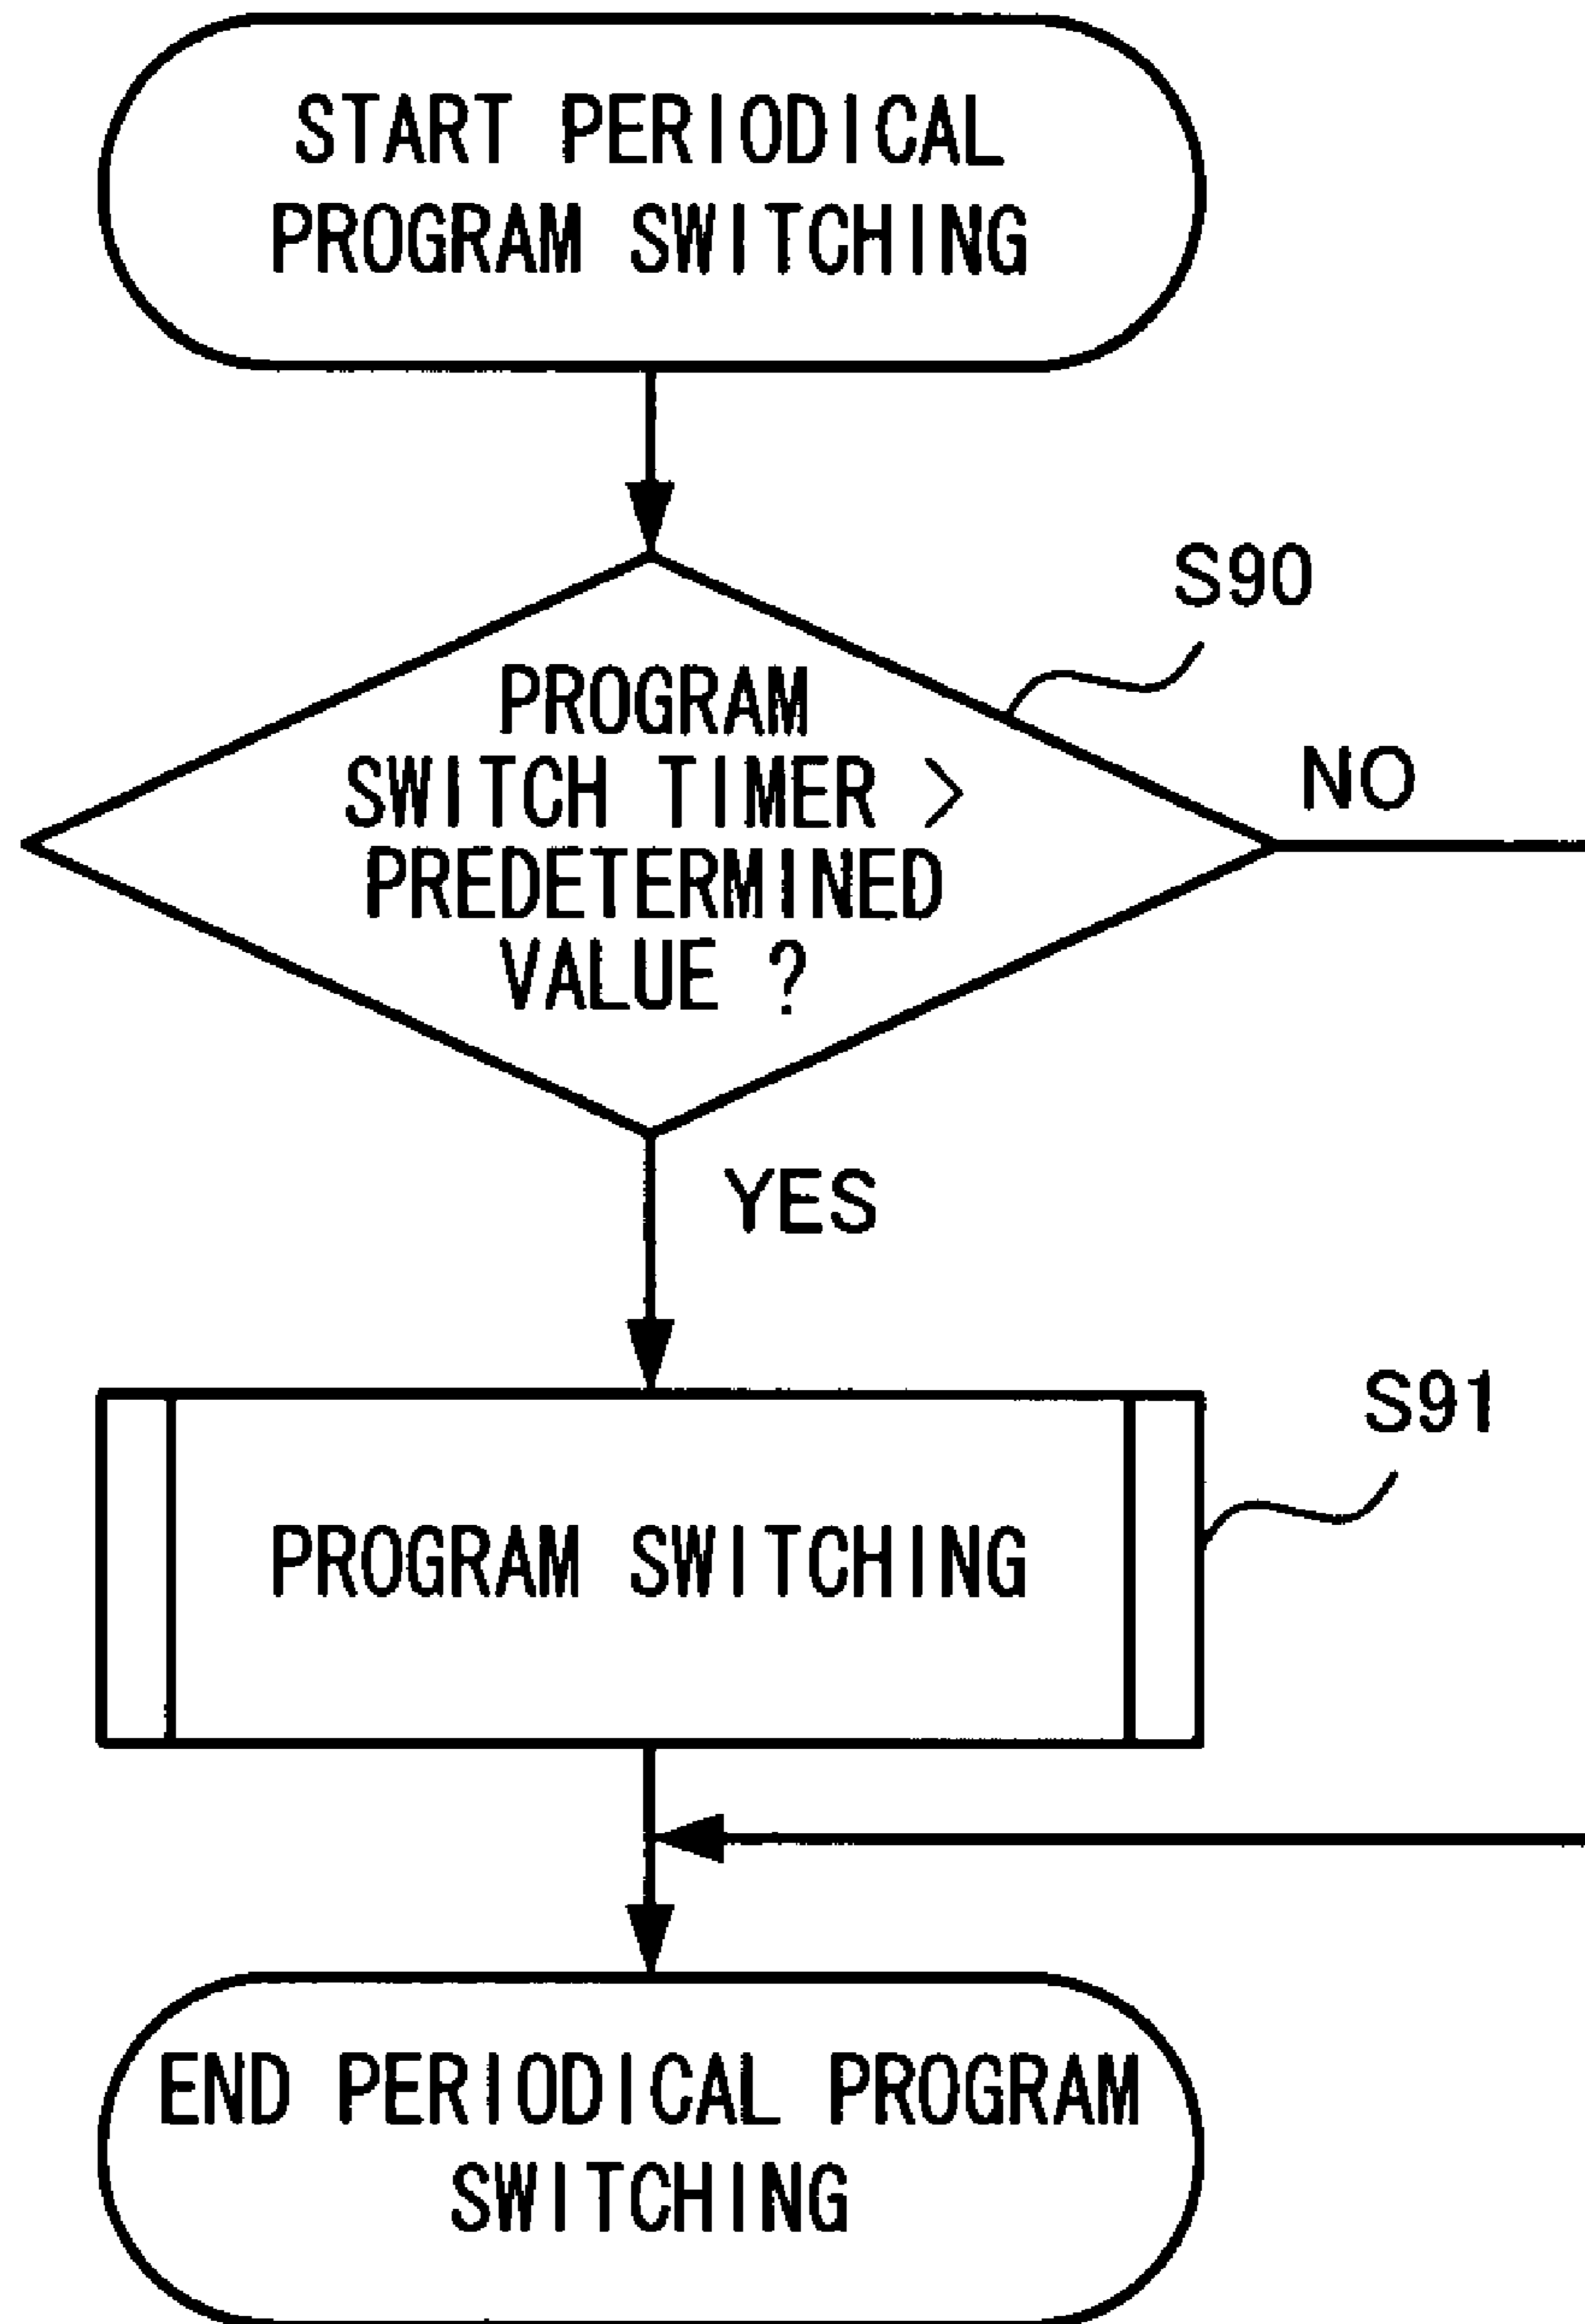 START PERIODICAL
PROGRAM SWITCHING
S90
PROGRAM
SWITCH TIMER >
PREDETERMINED
VALUE ?
NO
YES
S91
PROGRAM SWITCHING
END PERIODICAL PROGRAM
SWITCHING